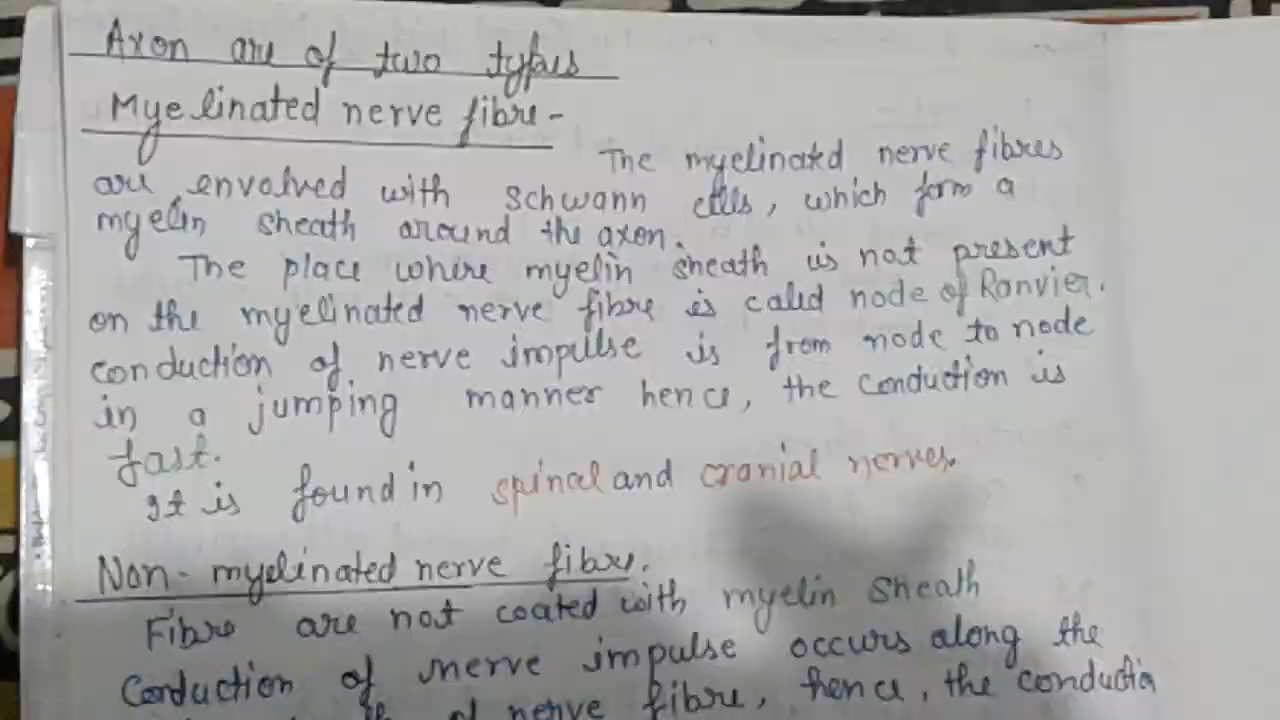 Axon are of two types
Myelinated nerve fibre-
The myelinated nerve fibres
are envolved with Schwann cells, which form a
myelin sheath around the axon.
The place where myelin sheath is not present
on the myelinated nerve fibre is called node of Ranvier.
conduction of nerve impulse is from node to node
in a jumping manner hence, the conduction is
fast.
It is found in spinal and cranial nerves.
Non-myelinated nerve fibre.
Fibre are not coated with myelin sheath
Conduction of nerve impulse occurs along the
of nerve fibre, hence, the conduction